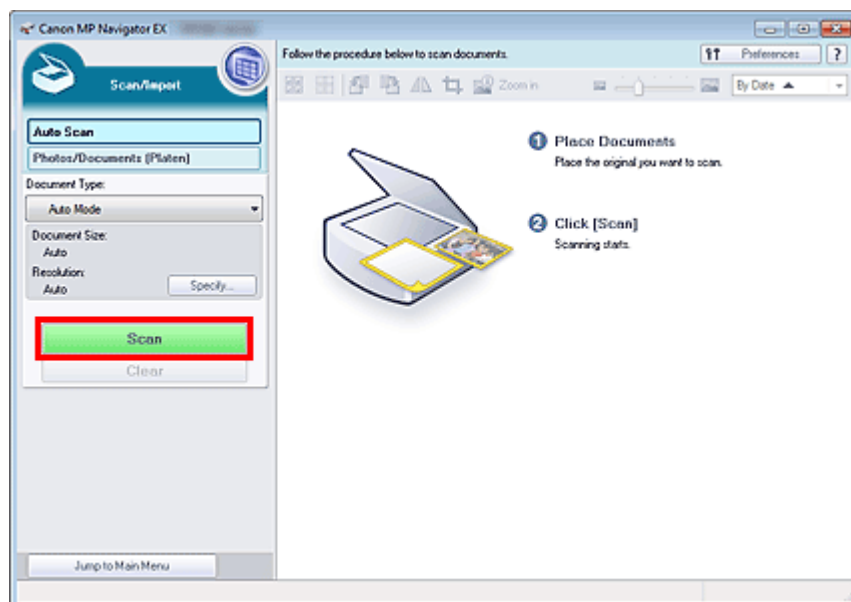 Canon MP Navigator EX
Scan/Import
Auto Scan
Photos/Documents (Platen)
Document Type:
Auto Mode
Document Size:
Auto
Resolution:
Auto
Specify...
Scan
Clear
Jump to Main Menu
Follow the procedure below to scan documents.
Preferences
?
Zoom in
By Date
1 Place Documents
Place the original you want to scan.
2 Click [Scan]
Scanning starts.